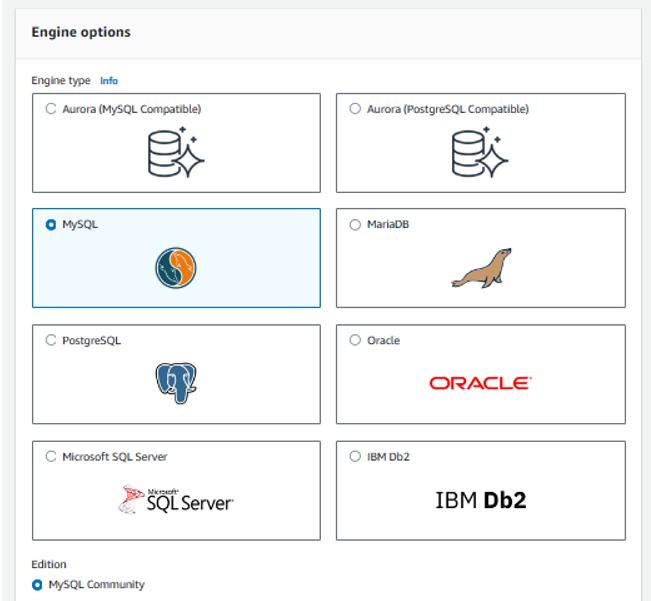 Engine options
Engine type Info
Aurora (MySQL Compatible)
Aurora (PostgreSQL Compatible)
MySQL
MariaDB
PostgreSQL
Oracle
ORACLE
Microsoft SQL Server
Microsoft
SQL Server
IBM Db2
IBM Db2
Edition
MySQL Community